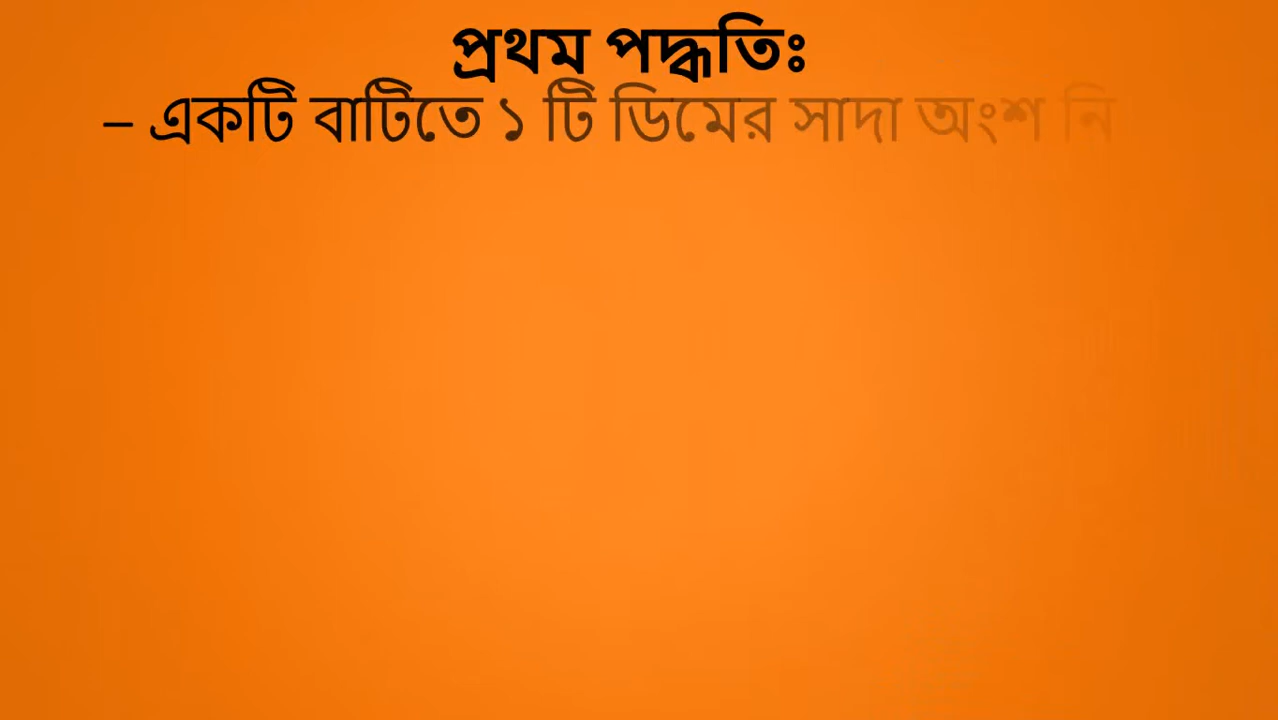 প্রথম পদ্ধতিঃ
– একটি বাটিতে ১ টি ডিমের সাদা অংশ নি